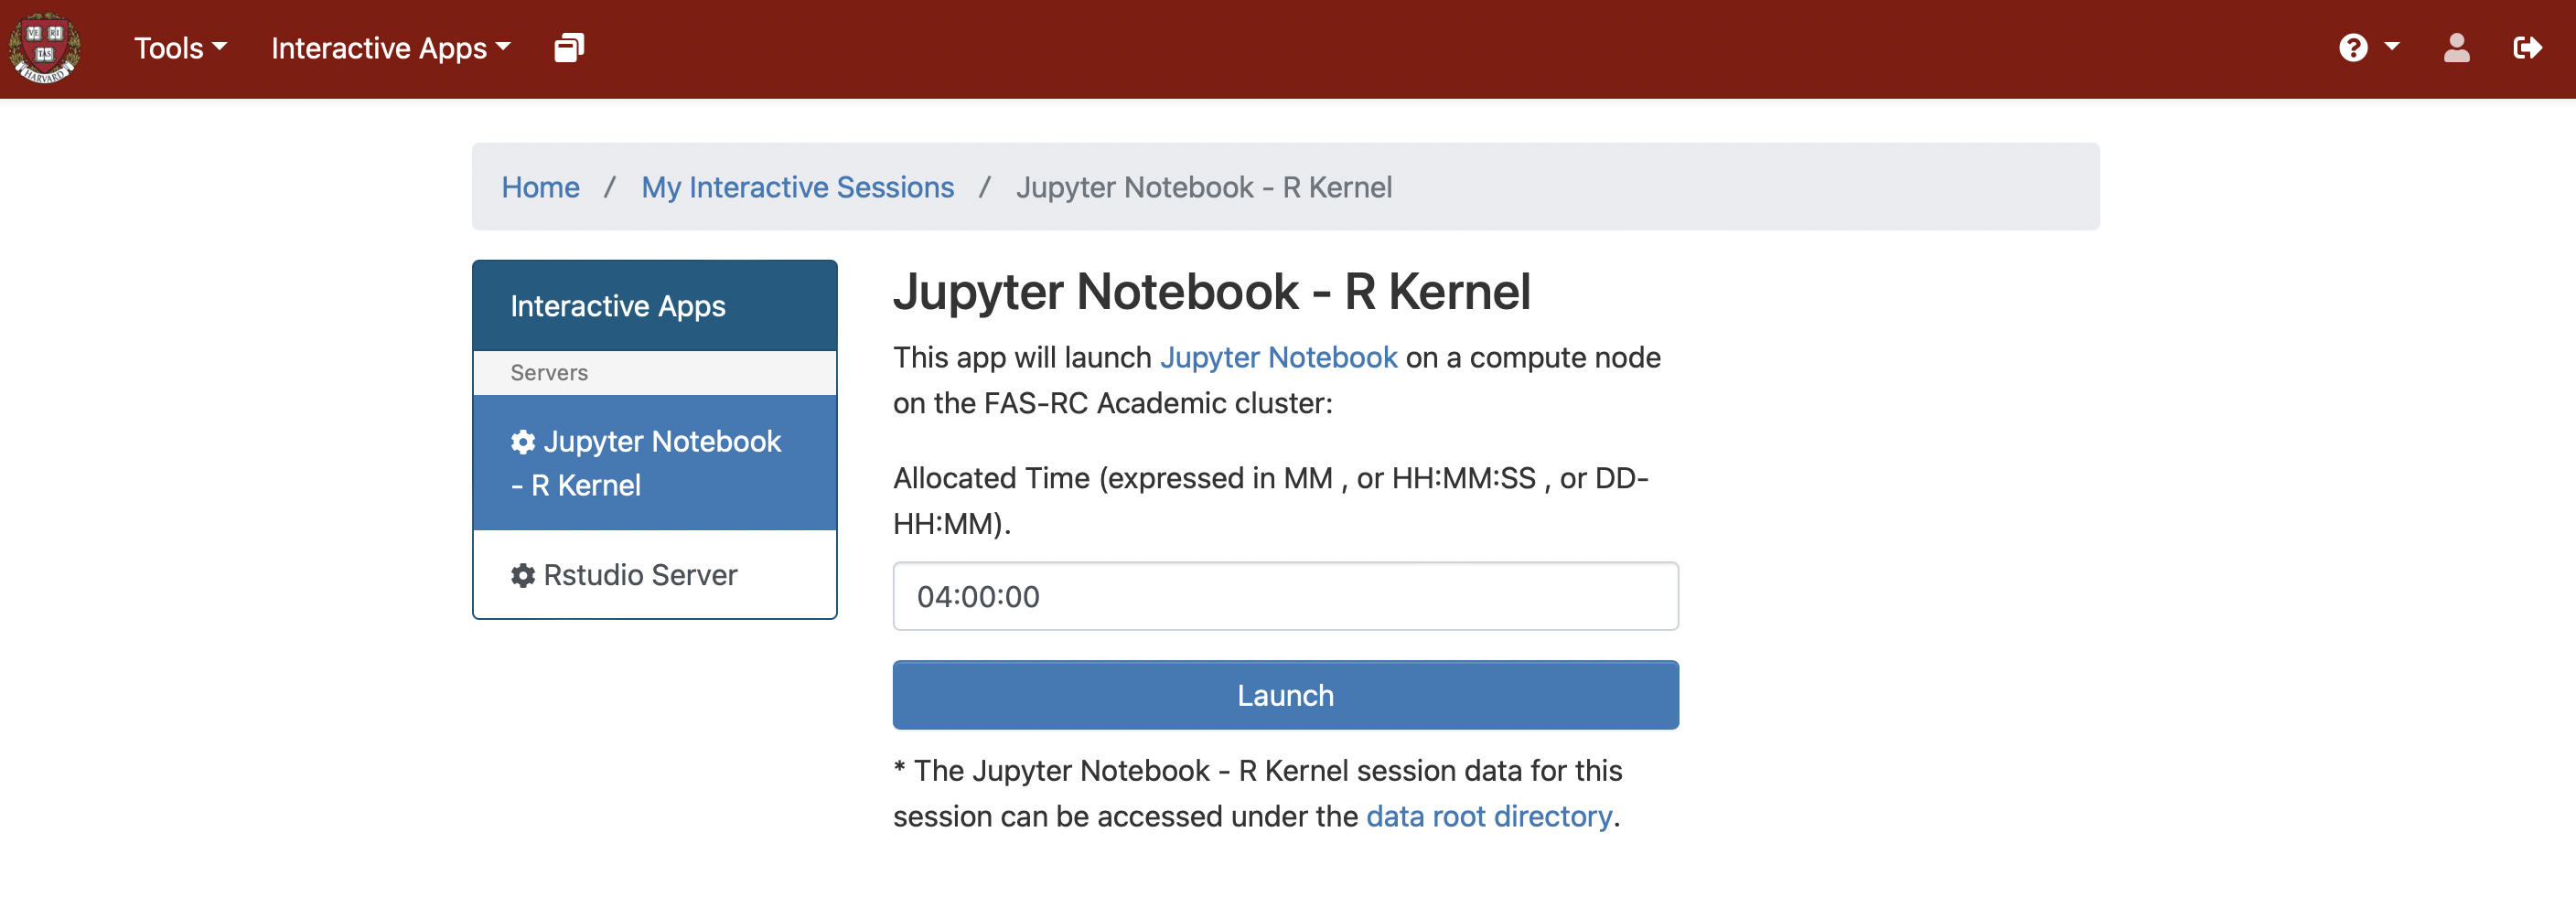 VE RI TAS
HARVARD
Tools Interactive Apps
Home / My Interactive Sessions / Jupyter Notebook - R Kernel
Interactive Apps
Servers
Jupyter Notebook
- R Kernel
Rstudio Server
Jupyter Notebook - R Kernel
This app will launch Jupyter Notebook on a compute node
on the FAS-RC Academic cluster:
Allocated Time (expressed in MM , or HH:MM:SS , or DD-
HH:MM).
04:00:00
Launch
* The Jupyter Notebook - R Kernel session data for this
session can be accessed under the data root directory.